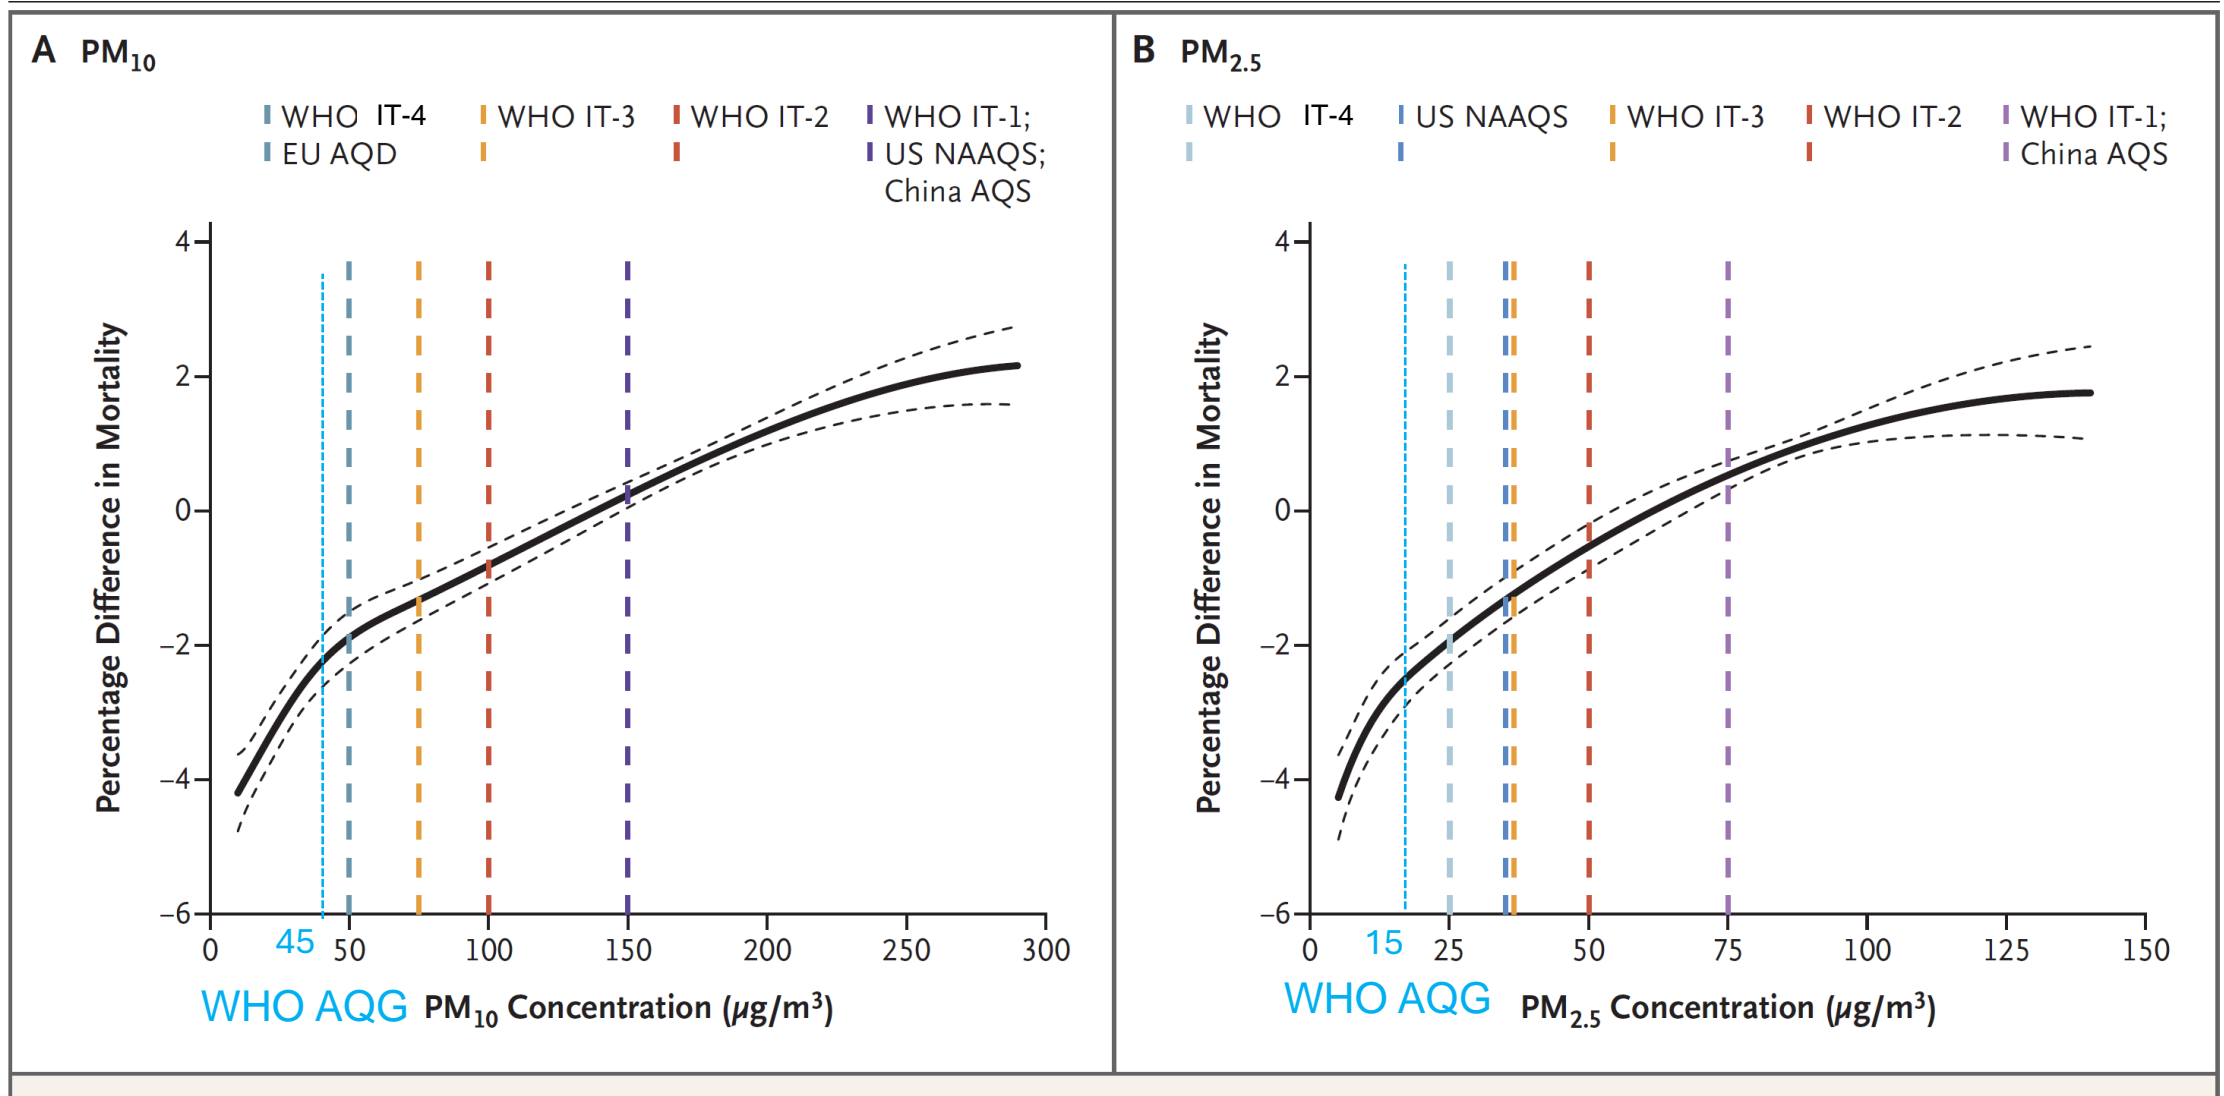 A PM10
WHO IT-4
EU AQD
WHO IT-3
WHO IT-2
WHO IT-1;
US NAAQS;
China AQS
Percentage Difference in Mortality
4
2
0
−2
−4
−6
0 45 50 100 150 200 250 300
WHO AQG PM10 Concentration (μg/m³)
B PM2.5
WHO IT-4
US NAAQS
WHO IT-3
WHO IT-2
WHO IT-1;
China AQS
Percentage Difference in Mortality
4
2
0
−2
−4
−6
0 15 25 50 75 100 125 150
WHO AQG PM2.5 Concentration (μg/m³)